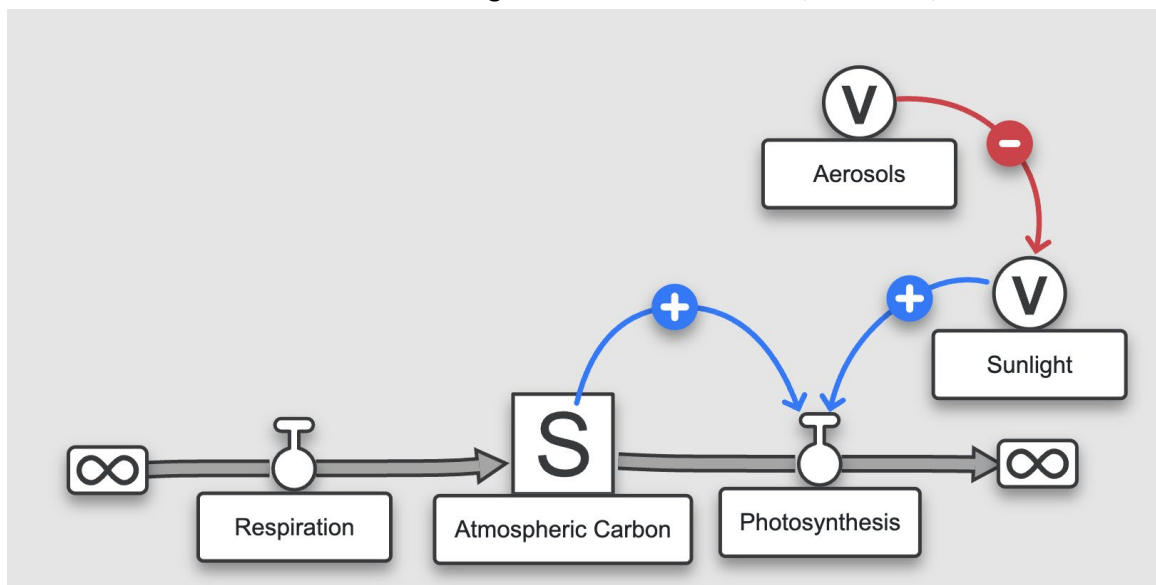 V
Aerosols
V
Sunlight
S
∞
Respiration
Atmospheric Carbon
Photosynthesis
∞